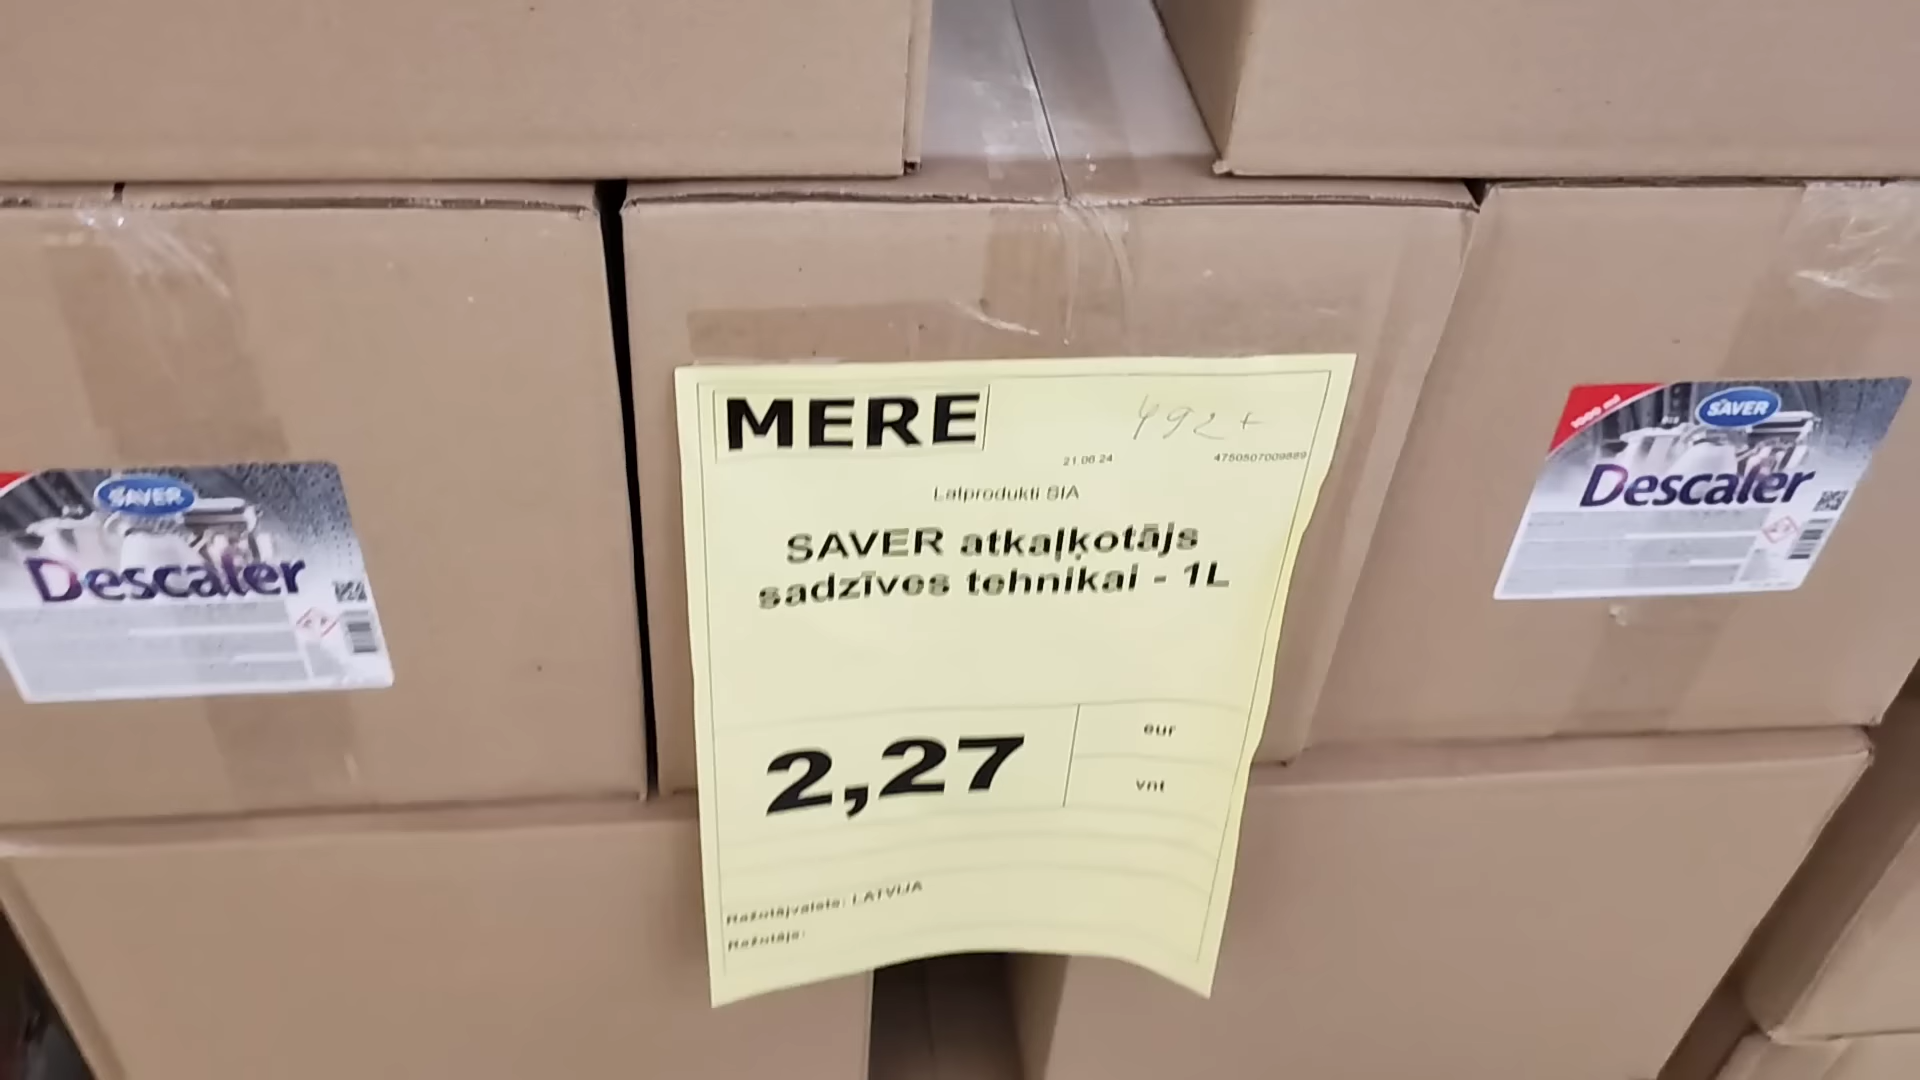 MERE
492+
21.06.24
4750507009889
Latprodukti SIA
SAVER atkaļķotājs
sadzīves tehnikai - 1L
2,27
eur
vnt
Ražotājvalsts: LATVIJA
Ražotājs:
SAVER
Descaler
1000 ml
SAVER
Descaler